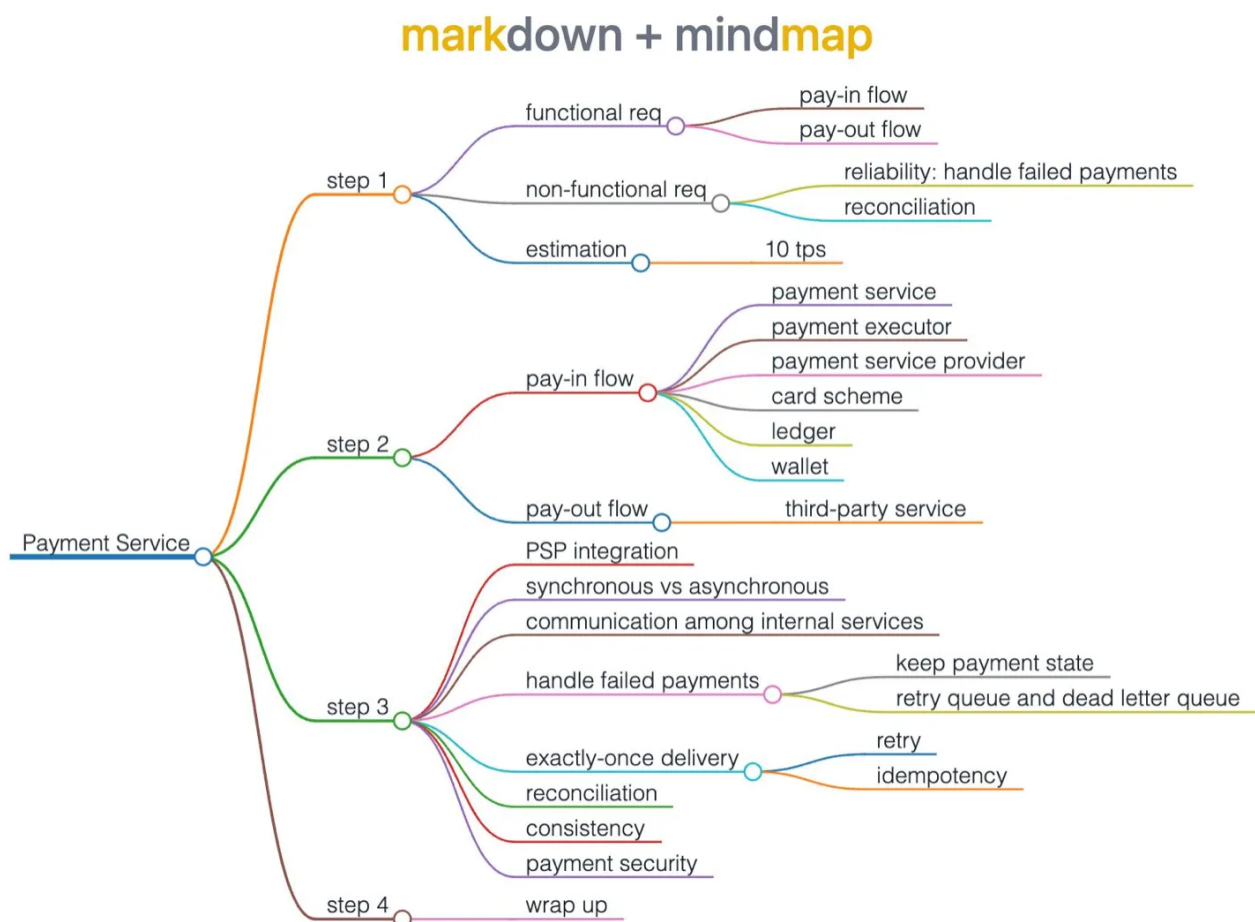 markdown + mindmap
Payment Service
step 1
functional req
pay-in flow
pay-out flow
non-functional req
reliability: handle failed payments
reconciliation
estimation
10 tps
step 2
pay-in flow
payment service
payment executor
payment service provider
card scheme
ledger
wallet
pay-out flow
third-party service
step 3
PSP integration
synchronous vs asynchronous
communication among internal services
handle failed payments
keep payment state
retry queue and dead letter queue
exactly-once delivery
retry
idempotency
reconciliation
consistency
payment security
step 4
wrap up